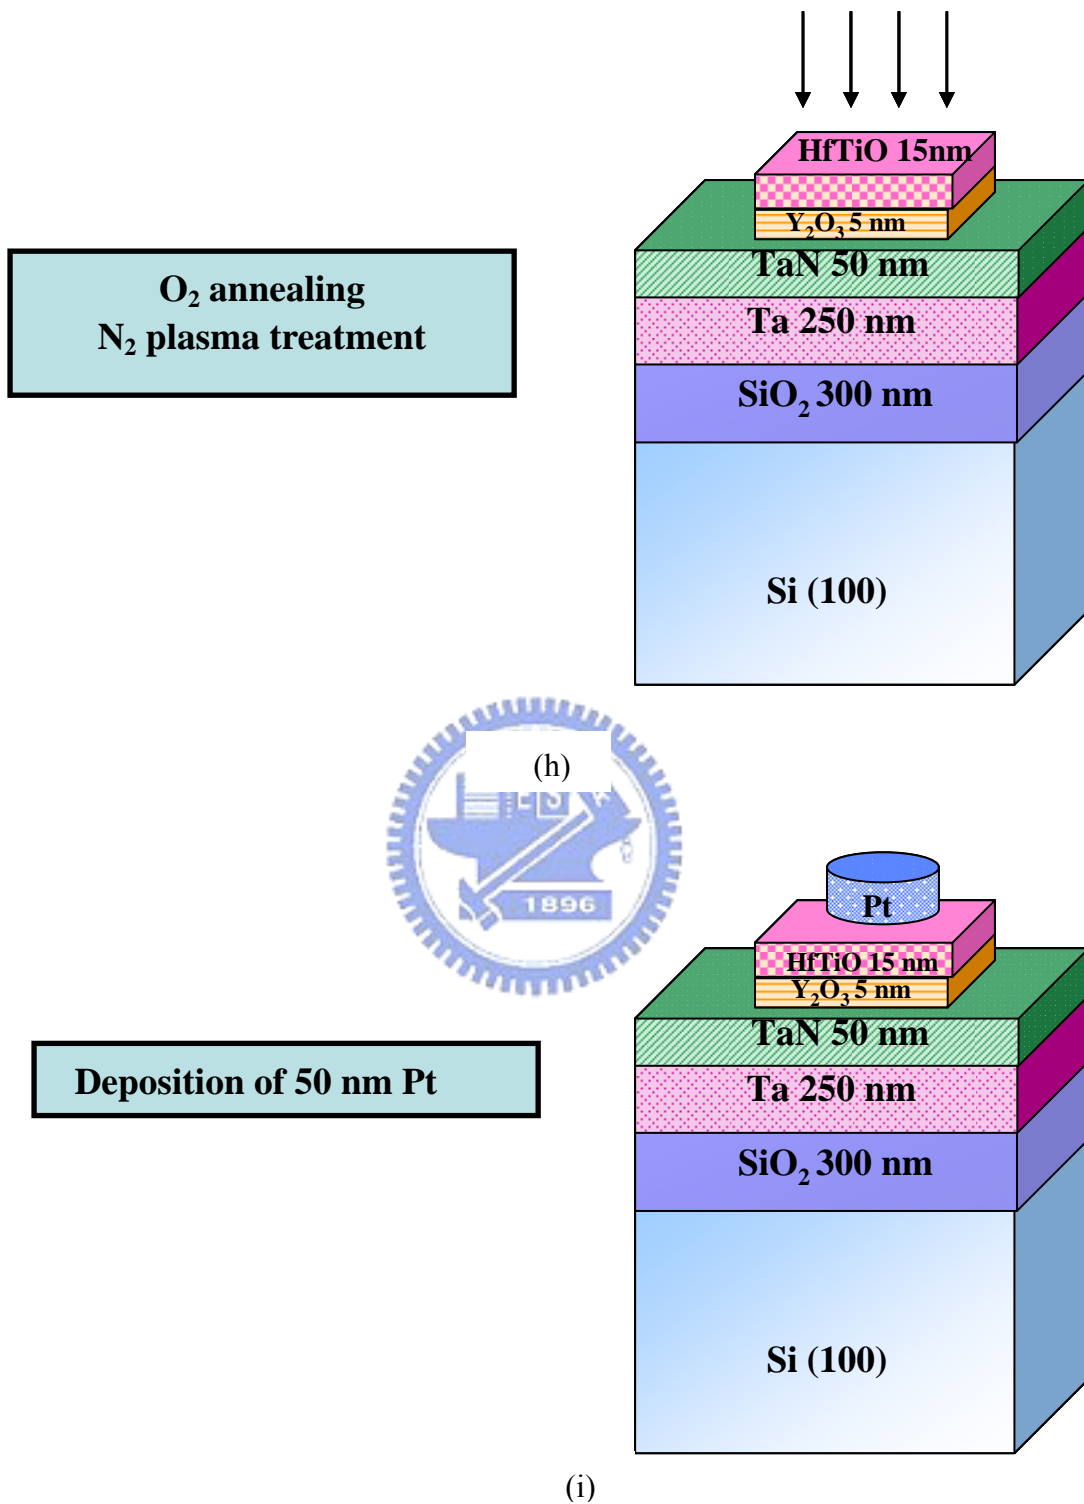 HfTiO 15nm
Y₂O₃ 5 nm
TaN 50 nm
O₂ annealing
N₂ plasma treatment
Ta 250 nm
SiO₂ 300 nm
Si (100)
(h)
1896
Pt
HfTiO 15 nm
Y₂O₃ 5 nm
TaN 50 nm
Deposition of 50 nm Pt
Ta 250 nm
SiO₂ 300 nm
Si (100)
(i)